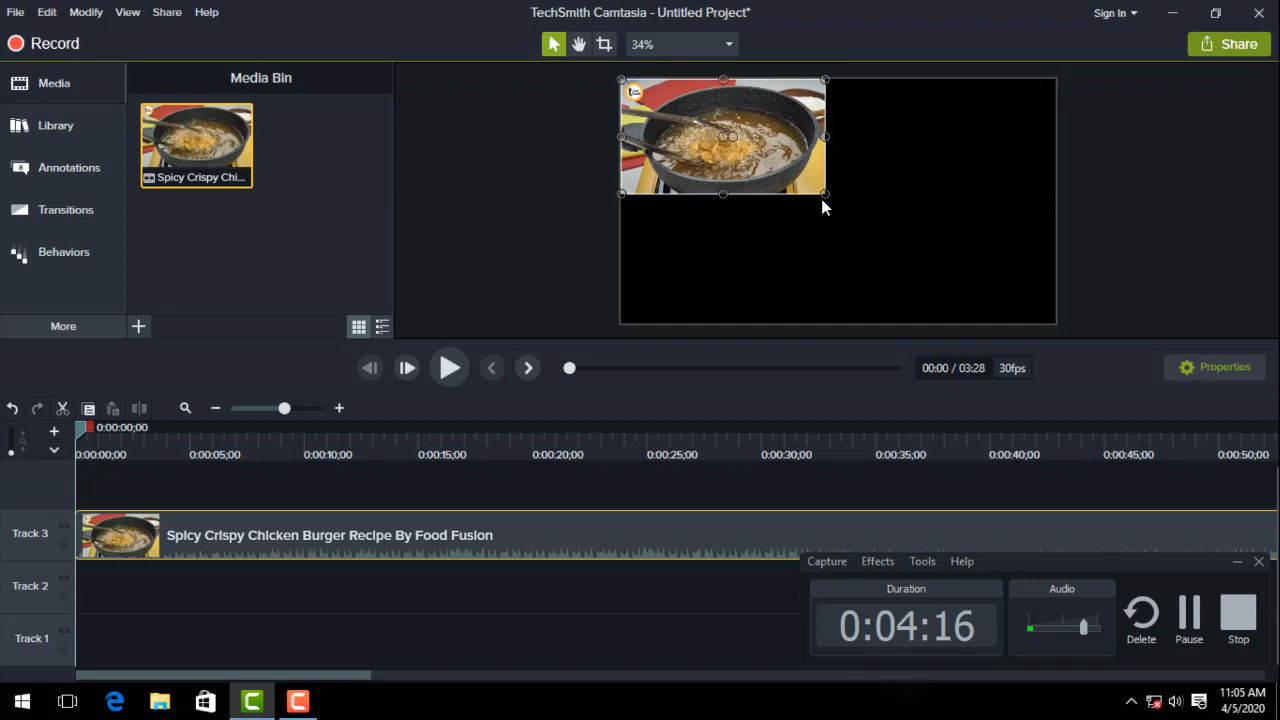 File Edit Modify View Share Help
TechSmith Camtasia - Untitled Project*
Sign In
Record
34%
Share
Media
Library
Annotations
Transitions
Behaviors
More
Media Bin
Spicy Crispy Chi...
00:00 / 03:28 30fps
Properties
0:00:00;00
0:00:00;00 0:00:05;00 0:00:10;00 0:00:15;00 0:00:20;00 0:00:25;00 0:00:30;00 0:00:35;00 0:00:40;00 0:00:45;00 0:00:50;00
Track 3
Spicy Crispy Chicken Burger Recipe By Food Fusion
Track 2
Track 1
Capture Effects Tools Help
Duration
0:04:16
Audio
Delete Pause Stop
11:05 AM
4/5/2020